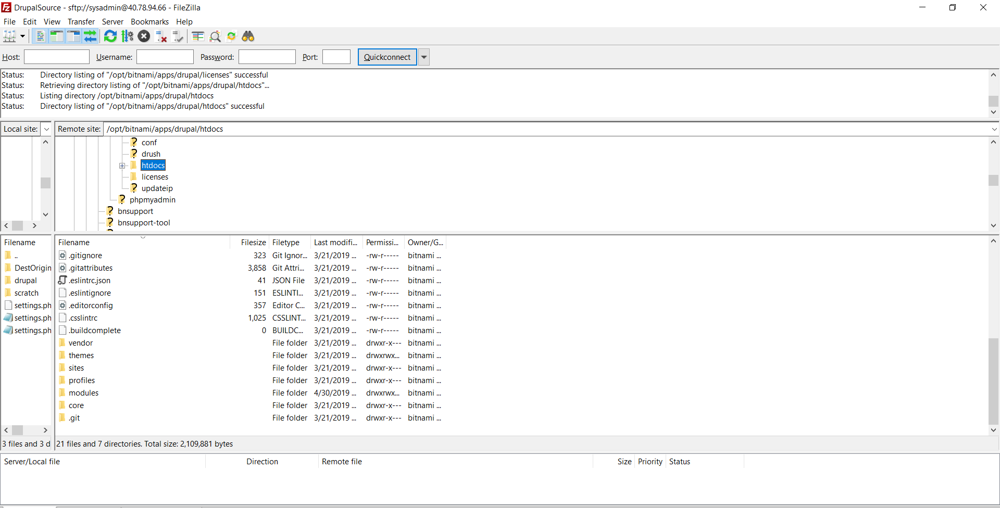 DrupalSource - sftp://sysadmin@40.78.94.66 - FileZilla
File Edit View Transfer Server Bookmarks Help
Host: Username: Password: Port: Quickconnect
Status: Directory listing of "/opt/bitnami/apps/drupal/licenses" successful
Status: Retrieving directory listing of "/opt/bitnami/apps/drupal/htdocs"...
Status: Listing directory /opt/bitnami/apps/drupal/htdocs
Status: Directory listing of "/opt/bitnami/apps/drupal/htdocs" successful
Local site: Remote site: /opt/bitnami/apps/drupal/htdocs
conf
drush
htdocs
licenses
updateip
phpmyadmin
bnsupport
bnsupport-tool
Filename
..
DestOrigin
drupal
scratch
settings.ph
settings.ph
settings.ph
3 files and 3 d
Filename Filesize Filetype Last modifi... Permissi... Owner/G...
.gitignore 323 Git Ignor... 3/21/2019 ... -rw-r----- bitnami ...
.gitattributes 3,858 Git Attri... 3/21/2019 ... -rw-r----- bitnami ...
.eslintrc.json 41 JSON File 3/21/2019 ... -rw-r----- bitnami ...
.eslintignore 151 ESLINTI... 3/21/2019 ... -rw-r----- bitnami ...
.editorconfig 357 Editor C... 3/21/2019 ... -rw-r----- bitnami ...
.csslintrc 1,025 CSSLINT... 3/21/2019 ... -rw-r----- bitnami ...
.buildcomplete 0 BUILDC... 3/21/2019 ... -rw-r----- bitnami ...
vendor File folder 3/21/2019 ... drwxr-x--- bitnami ...
themes File folder 3/21/2019 ... drwxrwx... bitnami ...
sites File folder 3/21/2019 ... drwxr-x--- bitnami ...
profiles File folder 3/21/2019 ... drwxr-x--- bitnami ...
modules File folder 4/30/2019 ... drwxrwx... bitnami ...
core File folder 3/21/2019 ... drwxr-x--- bitnami ...
.git File folder 3/21/2019 ... drwxr-x--- bitnami ...
21 files and 7 directories. Total size: 2,109,881 bytes
Server/Local file Direction Remote file Size Priority Status